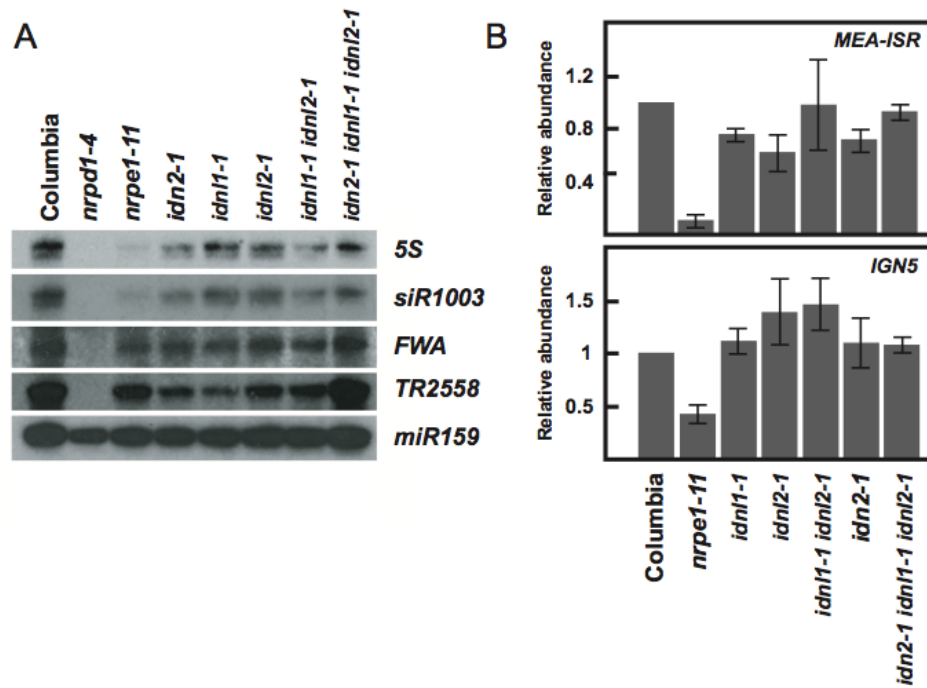 A
Columbia
nrpd1-4
nrpe1-11
idn2-1
idnl1-1
idnl2-1
idnl1-1 idnl2-1
idn2-1 idnl1-1 idnl2-1
5S
siR1003
FWA
TR2558
miR159
B
MEA-ISR
Relative abundance
1.2
0.8
0.4
IGN5
Relative abundance
1.5
1
0.5
Columbia
nrpe1-11
idnl1-1
idnl2-1
idnl1-1 idnl2-1
idn2-1
idn2-1 idnl1-1 idnl2-1